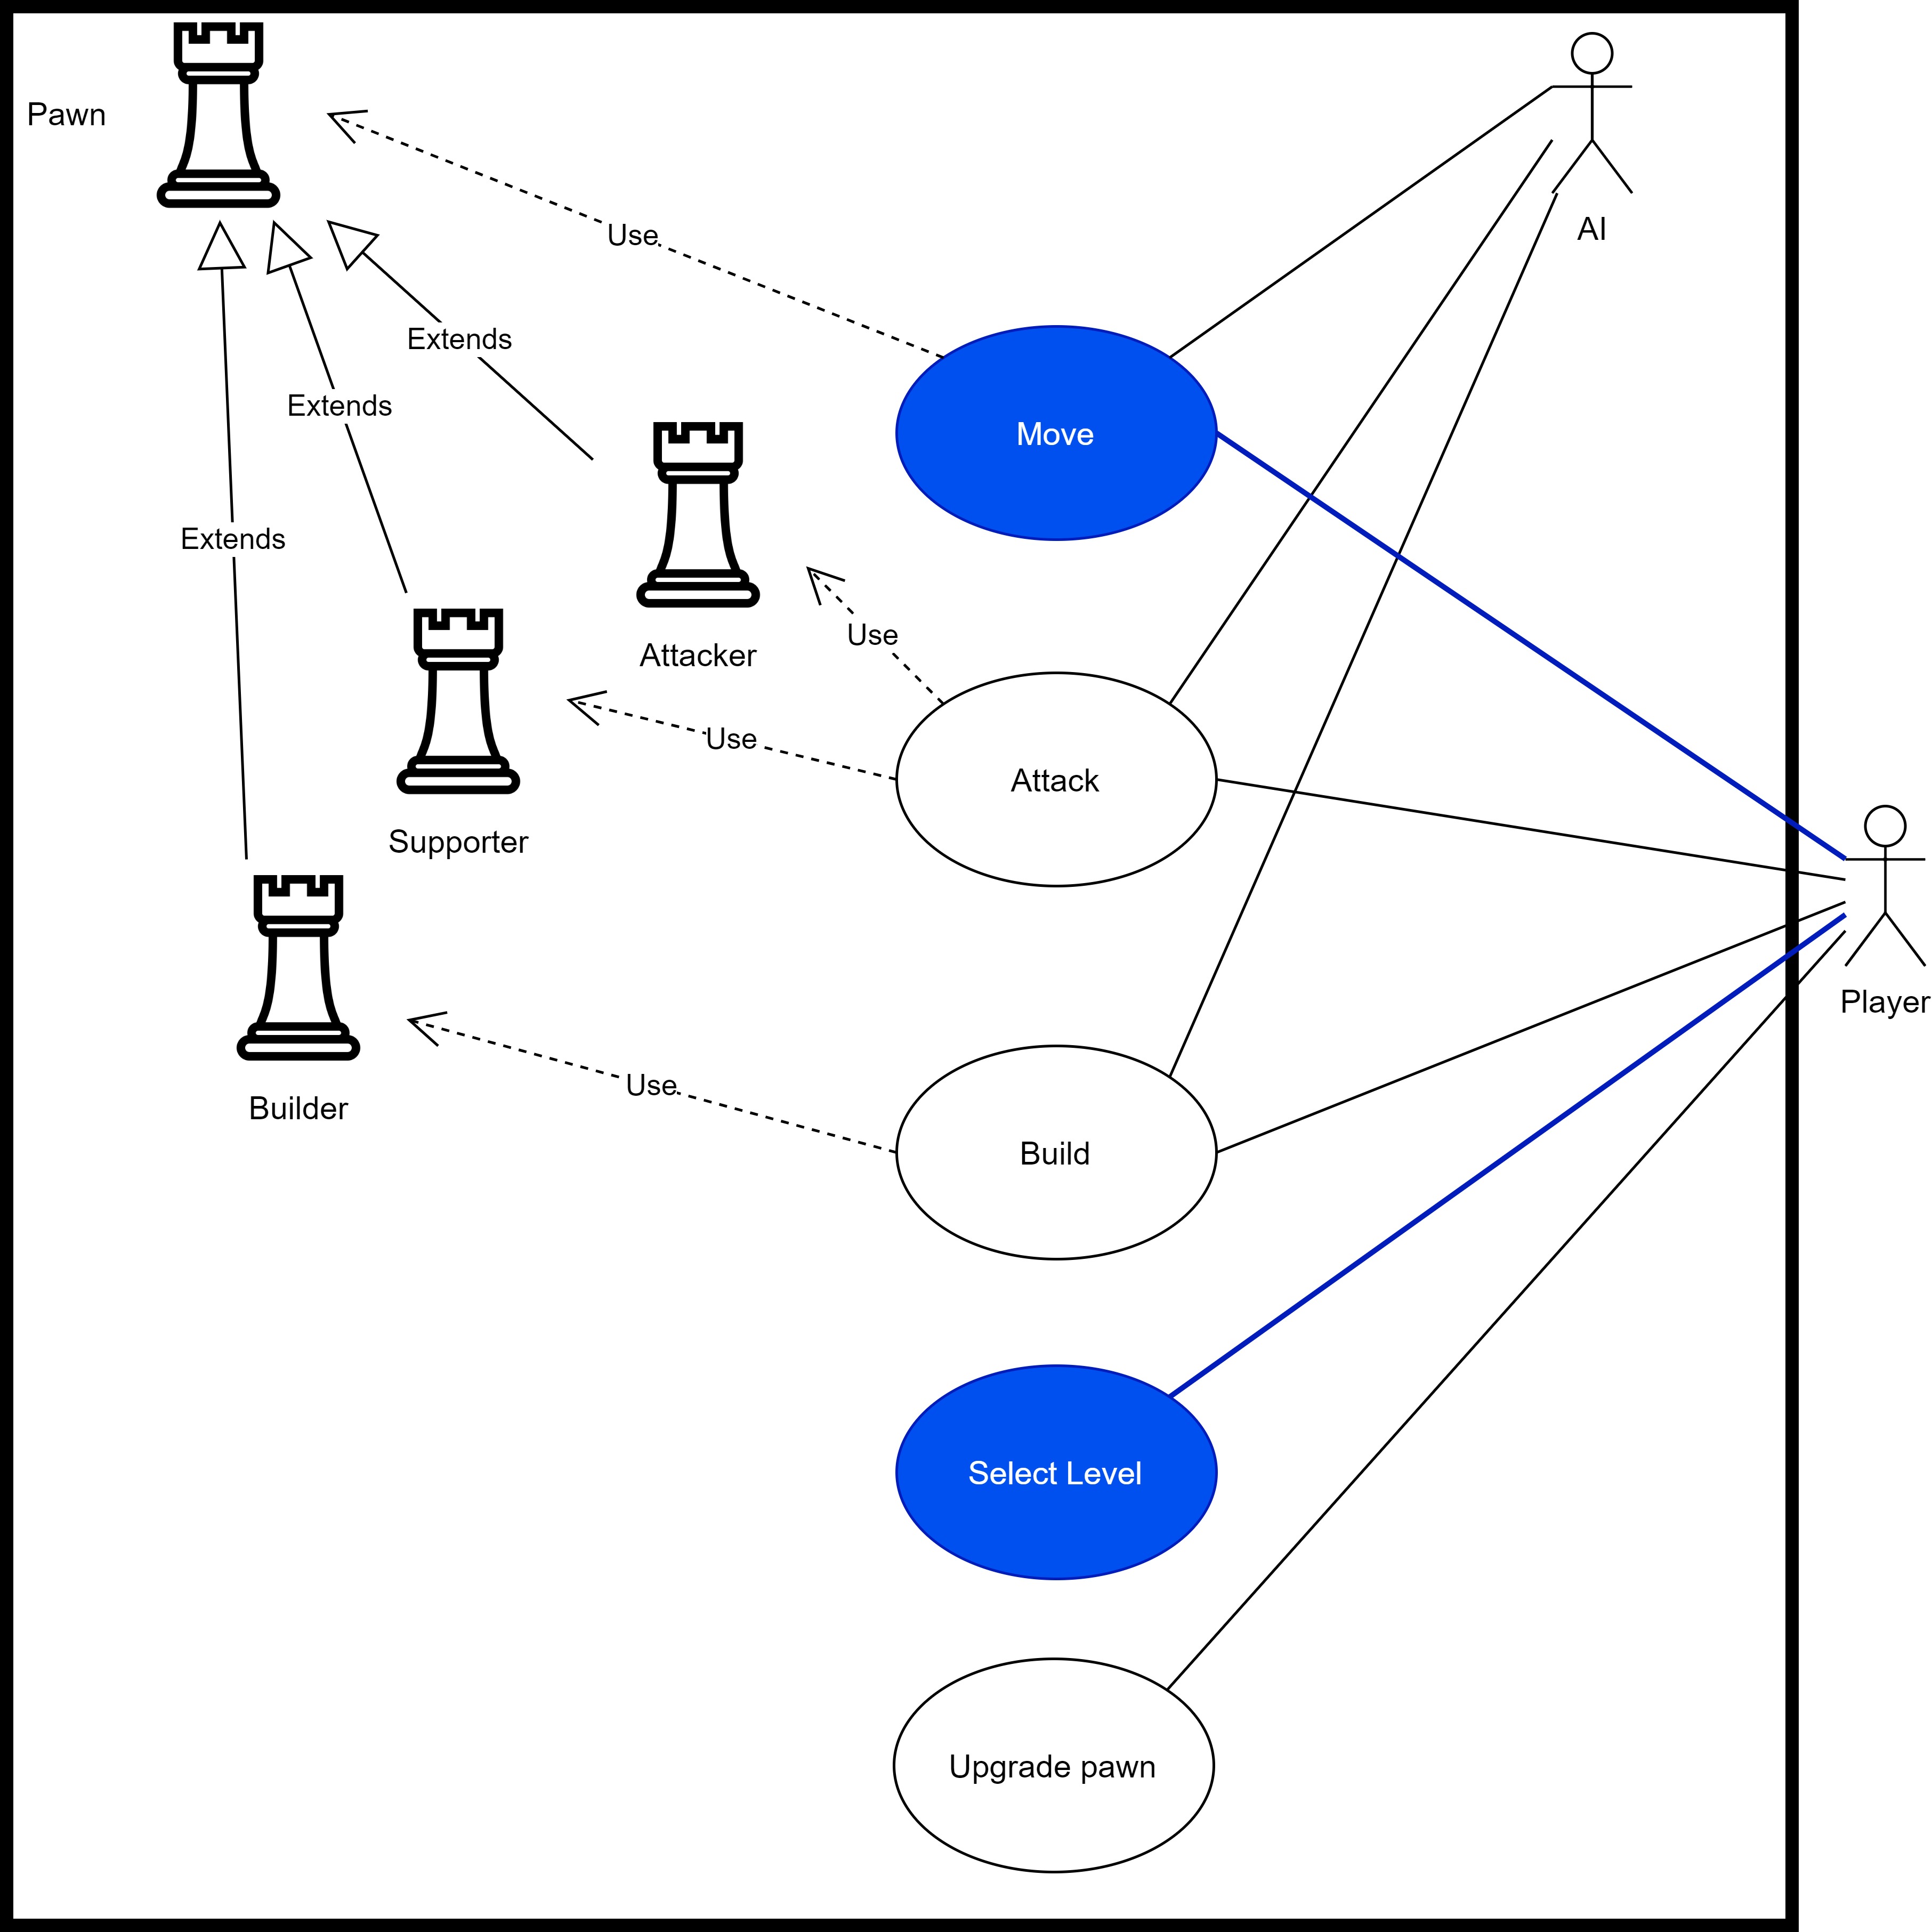 Pawn
AI
Use
Extends
Extends
Move
Extends
Use
Attacker
Use
Attack
Supporter
Player
Use
Builder
Build
Select Level
Upgrade pawn